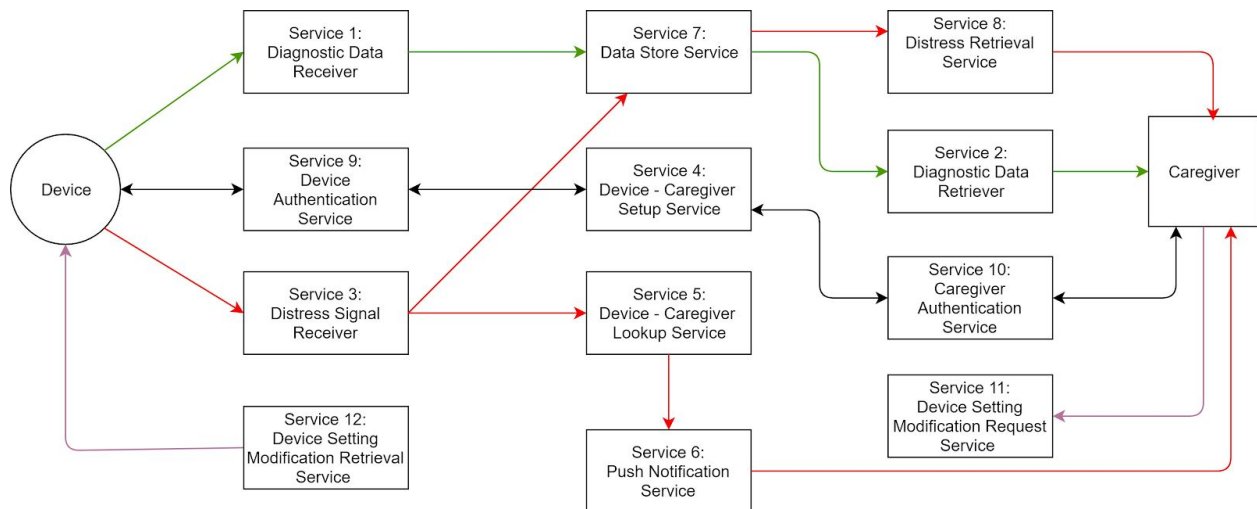 Service 1:
Diagnostic Data
Receiver
Service 7:
Data Store Service
Service 8:
Distress Retrieval
Service
Device
Service 9:
Device
Authentication
Service
Service 4:
Device - Caregiver
Setup Service
Service 2:
Diagnostic Data
Retriever
Caregiver
Service 3:
Distress Signal
Receiver
Service 5:
Device - Caregiver
Lookup Service
Service 10:
Caregiver
Authentication
Service
Service 12:
Device Setting
Modification Retrieval
Service
Service 6:
Push Notification
Service
Service 11:
Device Setting
Modification Request
Service